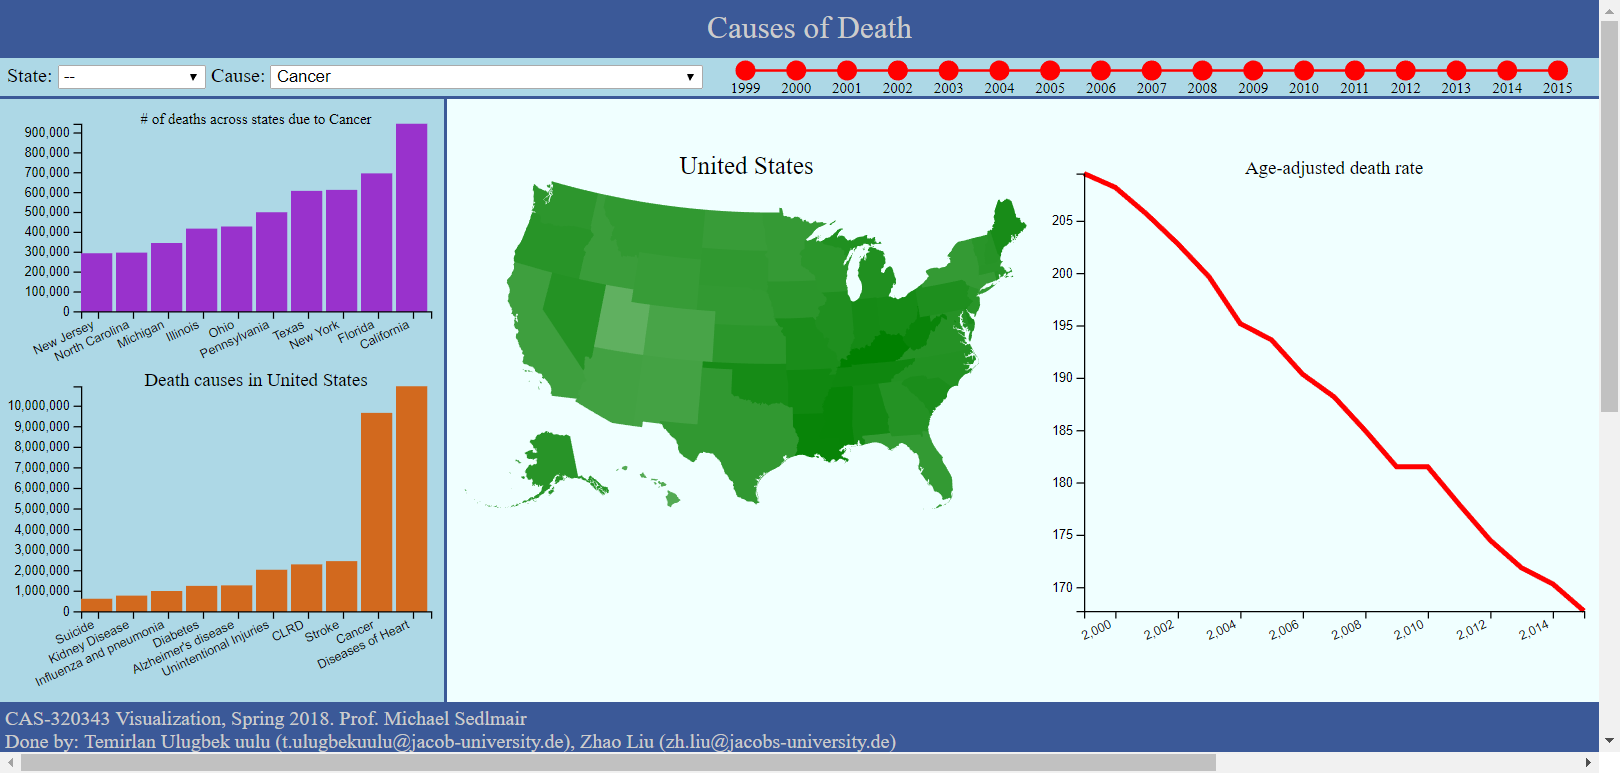 Causes of Death
State: -- Cause: Cancer
1999 2000 2001 2002 2003 2004 2005 2006 2007 2008 2009 2010 2011 2012 2013 2014 2015
# of deaths across states due to Cancer
900,000
800,000
700,000
600,000
500,000
400,000
300,000
200,000
100,000
0
New Jersey
North Carolina
Michigan
Illinois
Ohio
Pennsylvania
Texas
New York
Florida
California
Death causes in United States
10,000,000
9,000,000
8,000,000
7,000,000
6,000,000
5,000,000
4,000,000
3,000,000
2,000,000
1,000,000
0
Suicide
Kidney Disease
Influenza and pneumonia
Diabetes
Alzheimer's disease
Unintentional Injuries
CLRD
Stroke
Cancer
Diseases of Heart
United States
Age-adjusted death rate
205
200
195
190
185
180
175
170
2,000
2,002
2,004
2,006
2,008
2,010
2,012
2,014
CAS-320343 Visualization, Spring 2018. Prof. Michael Sedlmair
Done by: Temirlan Ulugbek uulu (t.ulugbekuulu@jacob-university.de), Zhao Liu (zh.liu@jacobs-university.de)